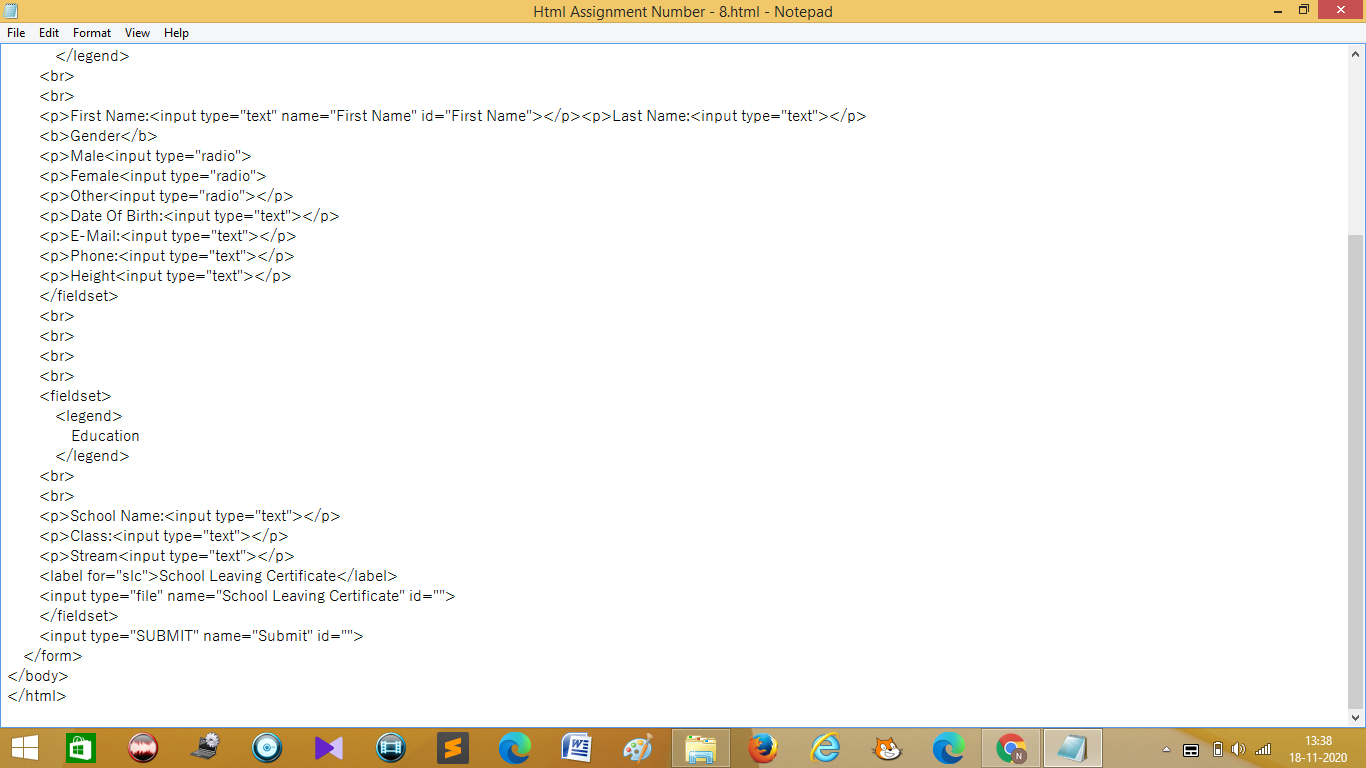 Html Assignment Number - 8.html - Notepad
File Edit Format View Help
</legend>
<br>
<br>
<p>First Name:<input type="text" name="First Name" id="First Name"></p><p>Last Name:<input type="text"></p>
<b>Gender</b>
<p>Male<input type="radio">
<p>Female<input type="radio">
<p>Other<input type="radio"></p>
<p>Date Of Birth:<input type="text"></p>
<p>E-Mail:<input type="text"></p>
<p>Phone:<input type="text"></p>
<p>Height<input type="text"></p>
</fieldset>
<br>
<br>
<br>
<br>
<fieldset>
<legend>
Education
</legend>
<br>
<br>
<p>School Name:<input type="text"></p>
<p>Class:<input type="text"></p>
<p>Stream<input type="text"></p>
<label for="slc">School Leaving Certificate</label>
<input type="file" name="School Leaving Certificate" id="">
</fieldset>
<input type="SUBMIT" name="Submit" id="">
</form>
</body>
</html>
N
13:38
18-11-2020